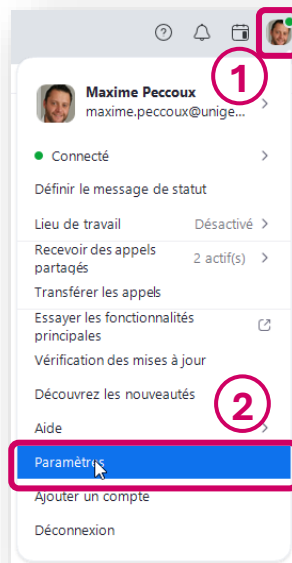 1
Maxime Peccoux
maxime.peccoux@unige...
Connecté
Définir le message de statut
Lieu de travail Désactivé
Recevoir des appels
partagés 2 actif(s)
Transférer les appels
Essayer les fonctionnalités
principales
Vérification des mises à jour
Découvrez les nouveautés
2
Aide
Paramètres
Ajouter un compte
Déconnexion